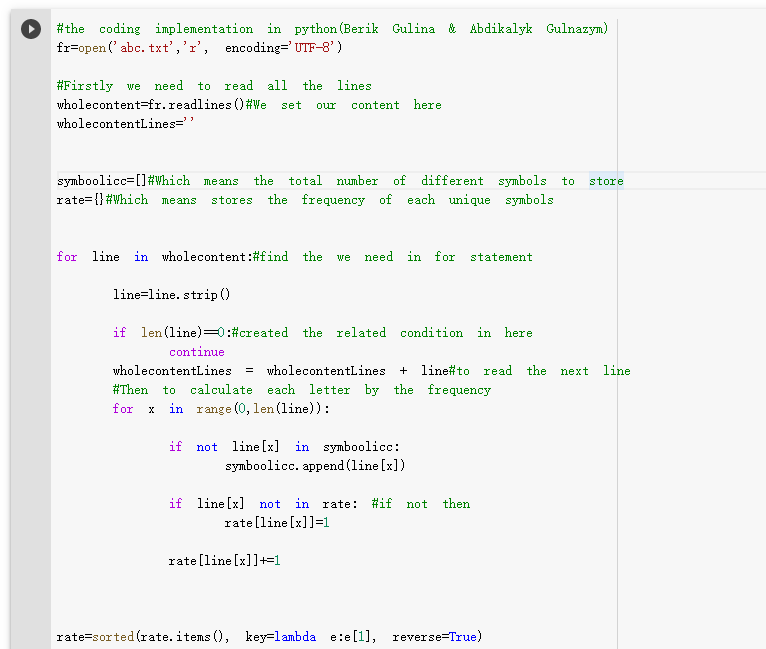 #the coding implementation in python(Berik Gulina & Abdikalyk Gulnazym)
fr=open('abc.txt','r', encoding='UTF-8')
#Firstly we need to read all the lines
wholecontent=fr.readlines()#We set our content here
wholecontentLines=''
symboolicc=[]#Which means the total number of different symbols to store
rate={}#Which means stores the frequency of each unique symbols
for line in wholecontent:#find the we need in for statement
line=line.strip()
if len(line)==0:#created the related condition in here
continue
wholecontentLines = wholecontentLines + line#to read the next line
#Then to calculate each letter by the frequency
for x in range(0,len(line)):
if not line[x] in symboolicc:
symboolicc.append(line[x])
if line[x] not in rate: #if not then
rate[line[x]]=1
rate[line[x]]+=1
rate=sorted(rate.items(), key=lambda e:e[1], reverse=True)